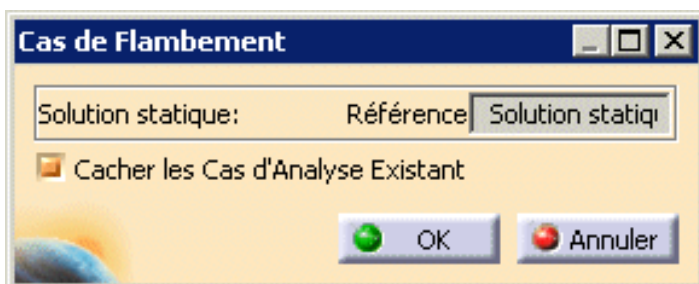 Cas de Flambement
Solution statique: Référence Solution statiq
Cacher les Cas d'Analyse Existant
OK Annuler